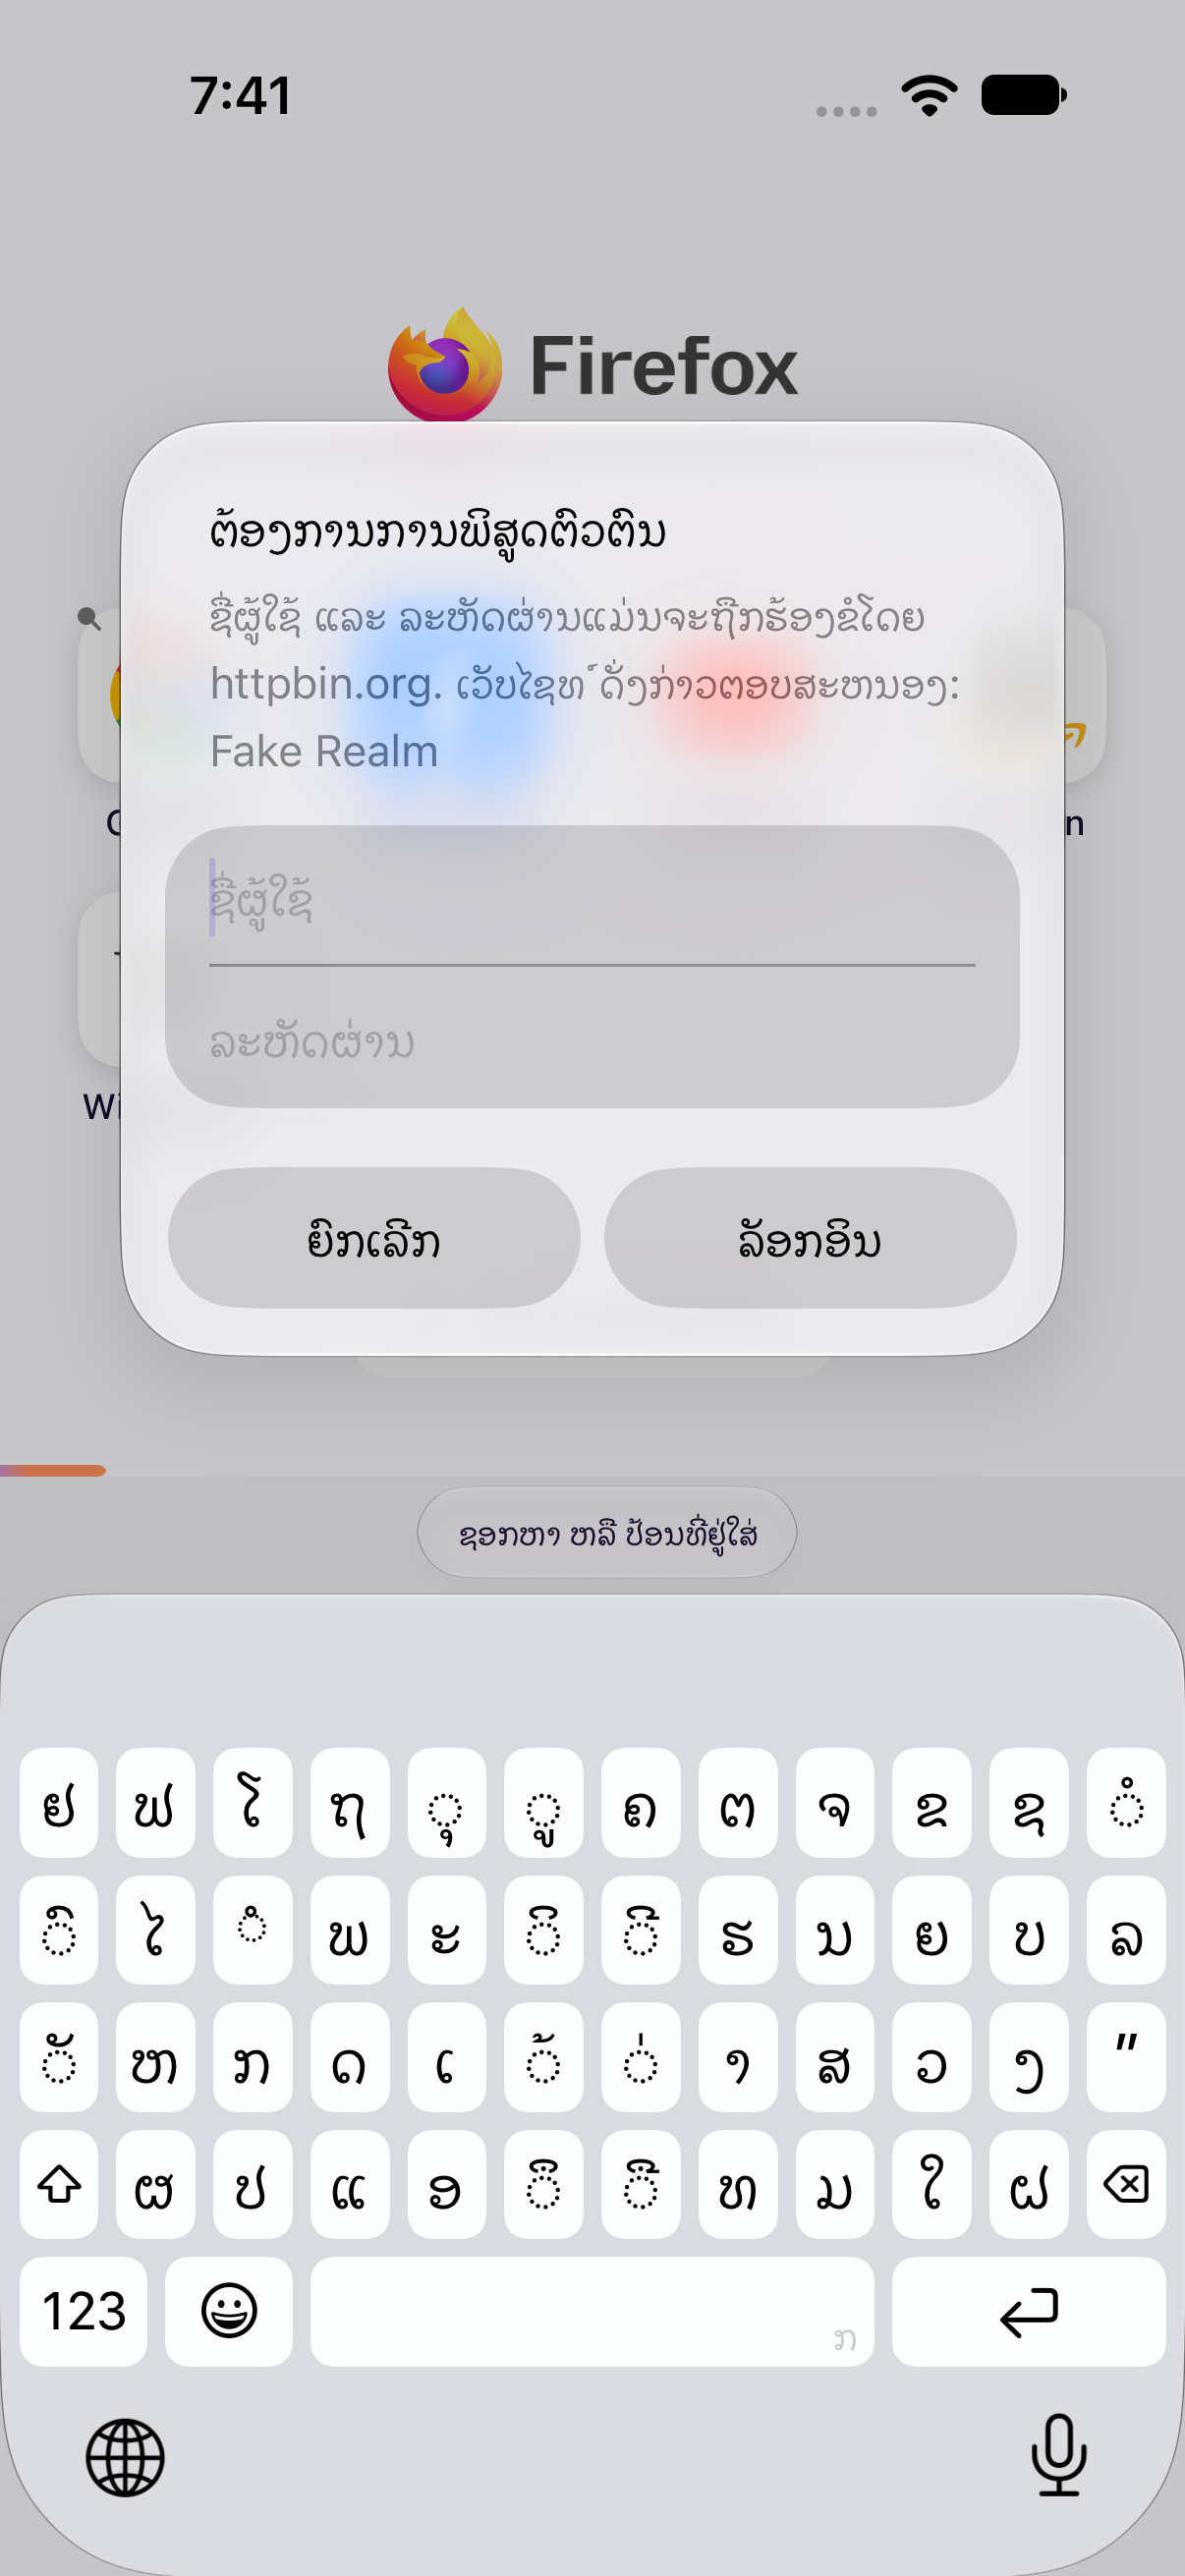 7:41
Firefox
ຕ້ອງການການພິສູດຕົວຕົນ
ຊື່ຜູ້ໃຊ້ ແລະ ລະຫັດຜ່ານແມ່ນຈະຖືກຮ້ອງຂໍໂດຍ
httpbin.org. ເວັບໄຊທ ໌ດັ່ງກ່າວຕອບສະຫນອງ:
Fake Realm
ຊື່ຜູ້ໃຊ້
ລະຫັດຜ່ານ
ຍົກເລີກ ລັອກອິນ
ຊອກຫາ ຫລື ປ້ອນທີ່ຢູ່ໃສ່
ຢ ຟ ໂ ຖ ຸ ູ ຄ ຕ ຈ ຂ ຊ ໍ
ົ ໄ ຳ ພ ະ ິ ີ ຮ ນ ຍ ບ ລ
ັ ຫ ກ ດ ເ ້ ່ າ ສ ວ ງ "
ຜ ປ ແ ອ ຶ ື ທ ມ ໃ ຝ
123 ກ